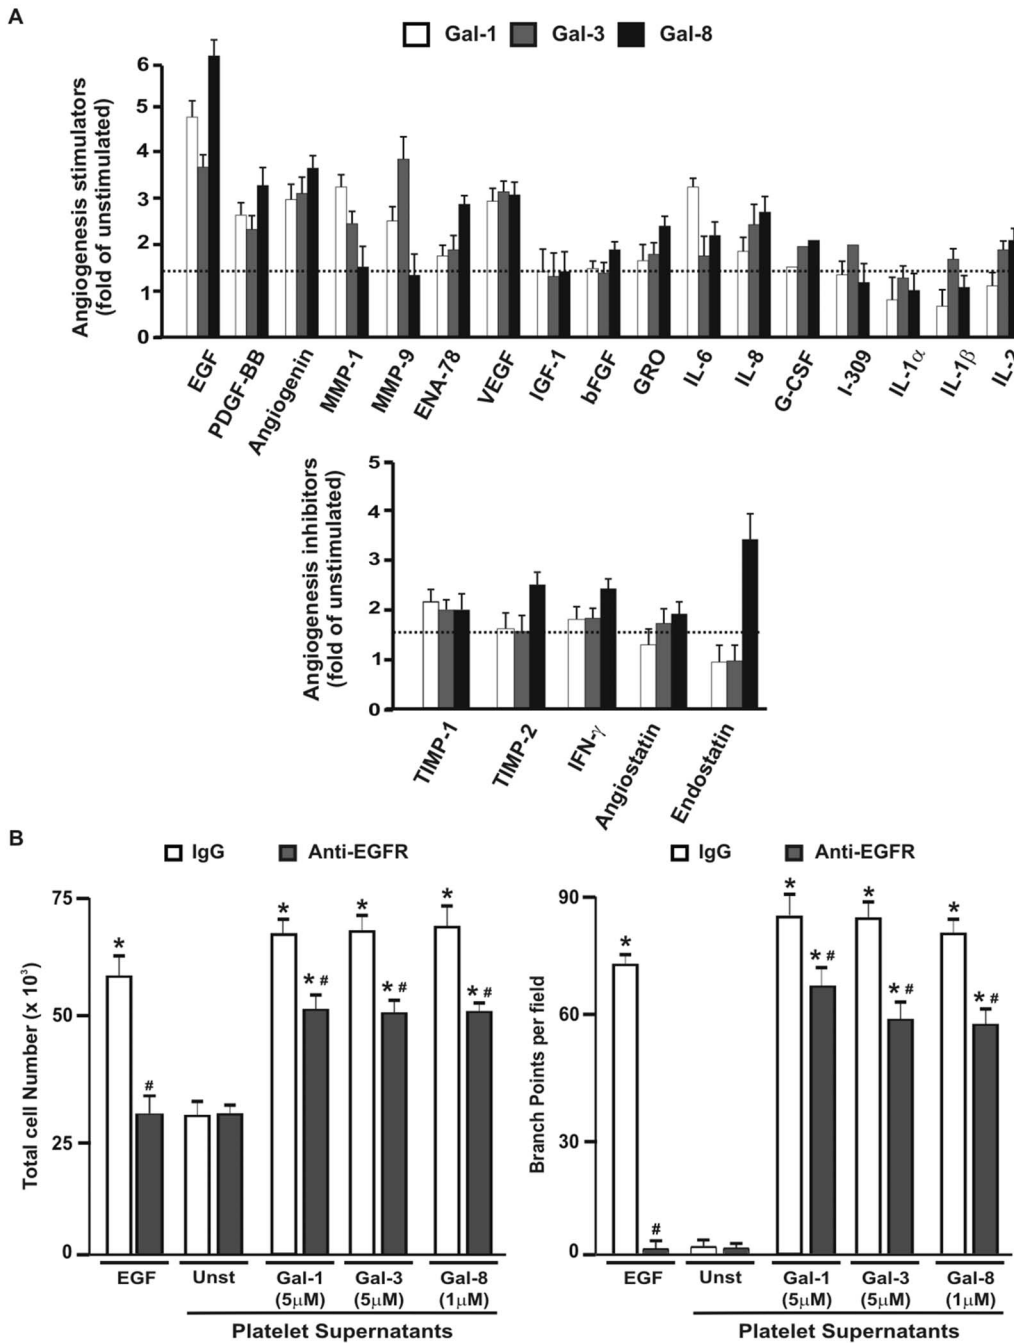 A
Gal-1 Gal-3 Gal-8
Angiogenesis stimulators
(fold of unstimulated)
6
5
4
3
2
1
0
EGF PDGF-BB Angiogenin MMP-1 MMP-9 ENA-78 VEGF IGF-1 bFGF GRO IL-6 IL-8 G-CSF I-309 IL-1α IL-1β IL-2
Angiogenesis inhibitors
(fold of unstimulated)
5
4
3
2
1
0
TIMP-1 TIMP-2 IFN-γ Angiostatin Endostatin
B
IgG Anti-EGFR
Total cell Number (x 10³)
75
50
25
0
* # * * # * * # * * #
EGF Unst Gal-1 Gal-3 Gal-8
(5μM) (5μM) (1μM)
Platelet Supernatants
IgG Anti-EGFR
Branch Points per field
90
60
30
0
* # * * # * * # * * #
EGF Unst Gal-1 Gal-3 Gal-8
(5μM) (5μM) (1μM)
Platelet Supernatants